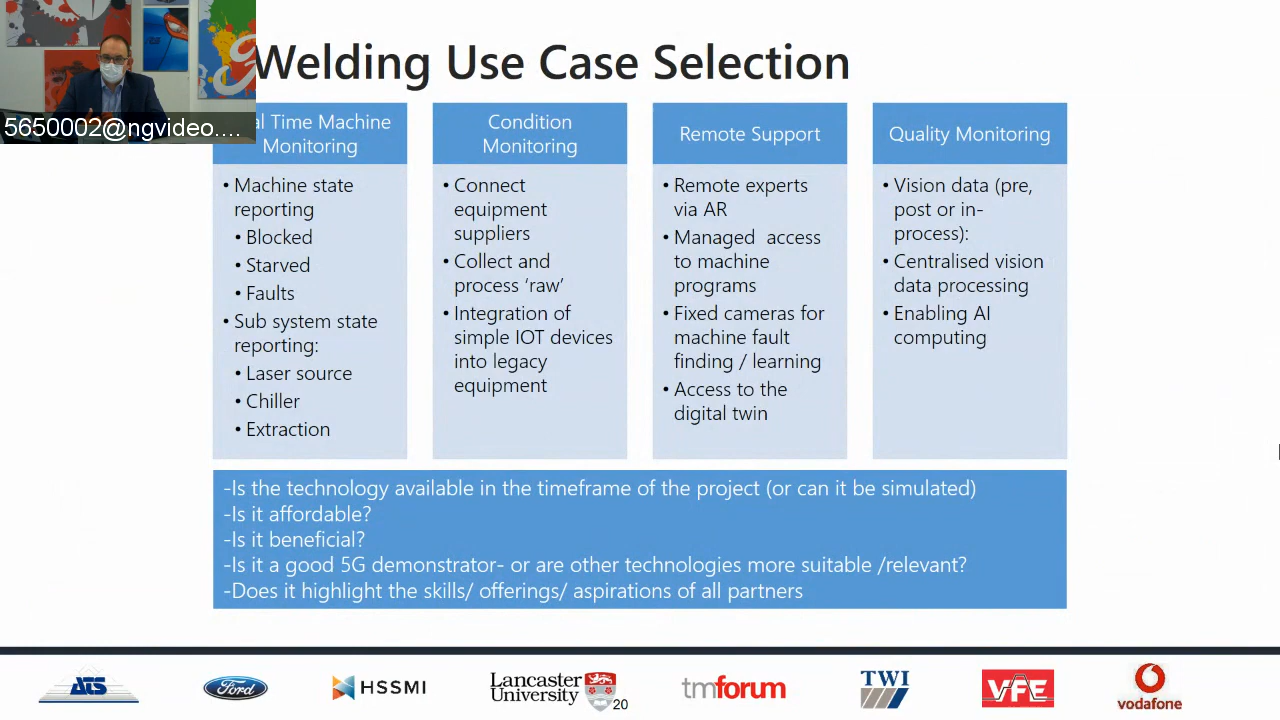 Welding Use Case Selection
5650002@ngvideo....
Time Machine
Monitoring
• Machine state
reporting
• Blocked
• Starved
• Faults
• Sub system state
reporting:
• Laser source
• Chiller
• Extraction
Condition
Monitoring
• Connect
equipment
suppliers
• Collect and
process ‘raw’
• Integration of
simple IOT devices
into legacy
equipment
Remote Support
• Remote experts
via AR
• Managed access
to machine
programs
• Fixed cameras for
machine fault
finding / learning
• Access to the
digital twin
Quality Monitoring
• Vision data (pre,
post or in-
process):
• Centralised vision
data processing
• Enabling AI
computing
-Is the technology available in the timeframe of the project (or can it be simulated)
-Is it affordable?
-Is it beneficial?
-Is it a good 5G demonstrator- or are other technologies more suitable /relevant?
-Does it highlight the skills/ offerings/ aspirations of all partners
ATS
Ford
HSSMI
Lancaster
University
20
tmforum
TWI
VFE
vodafone